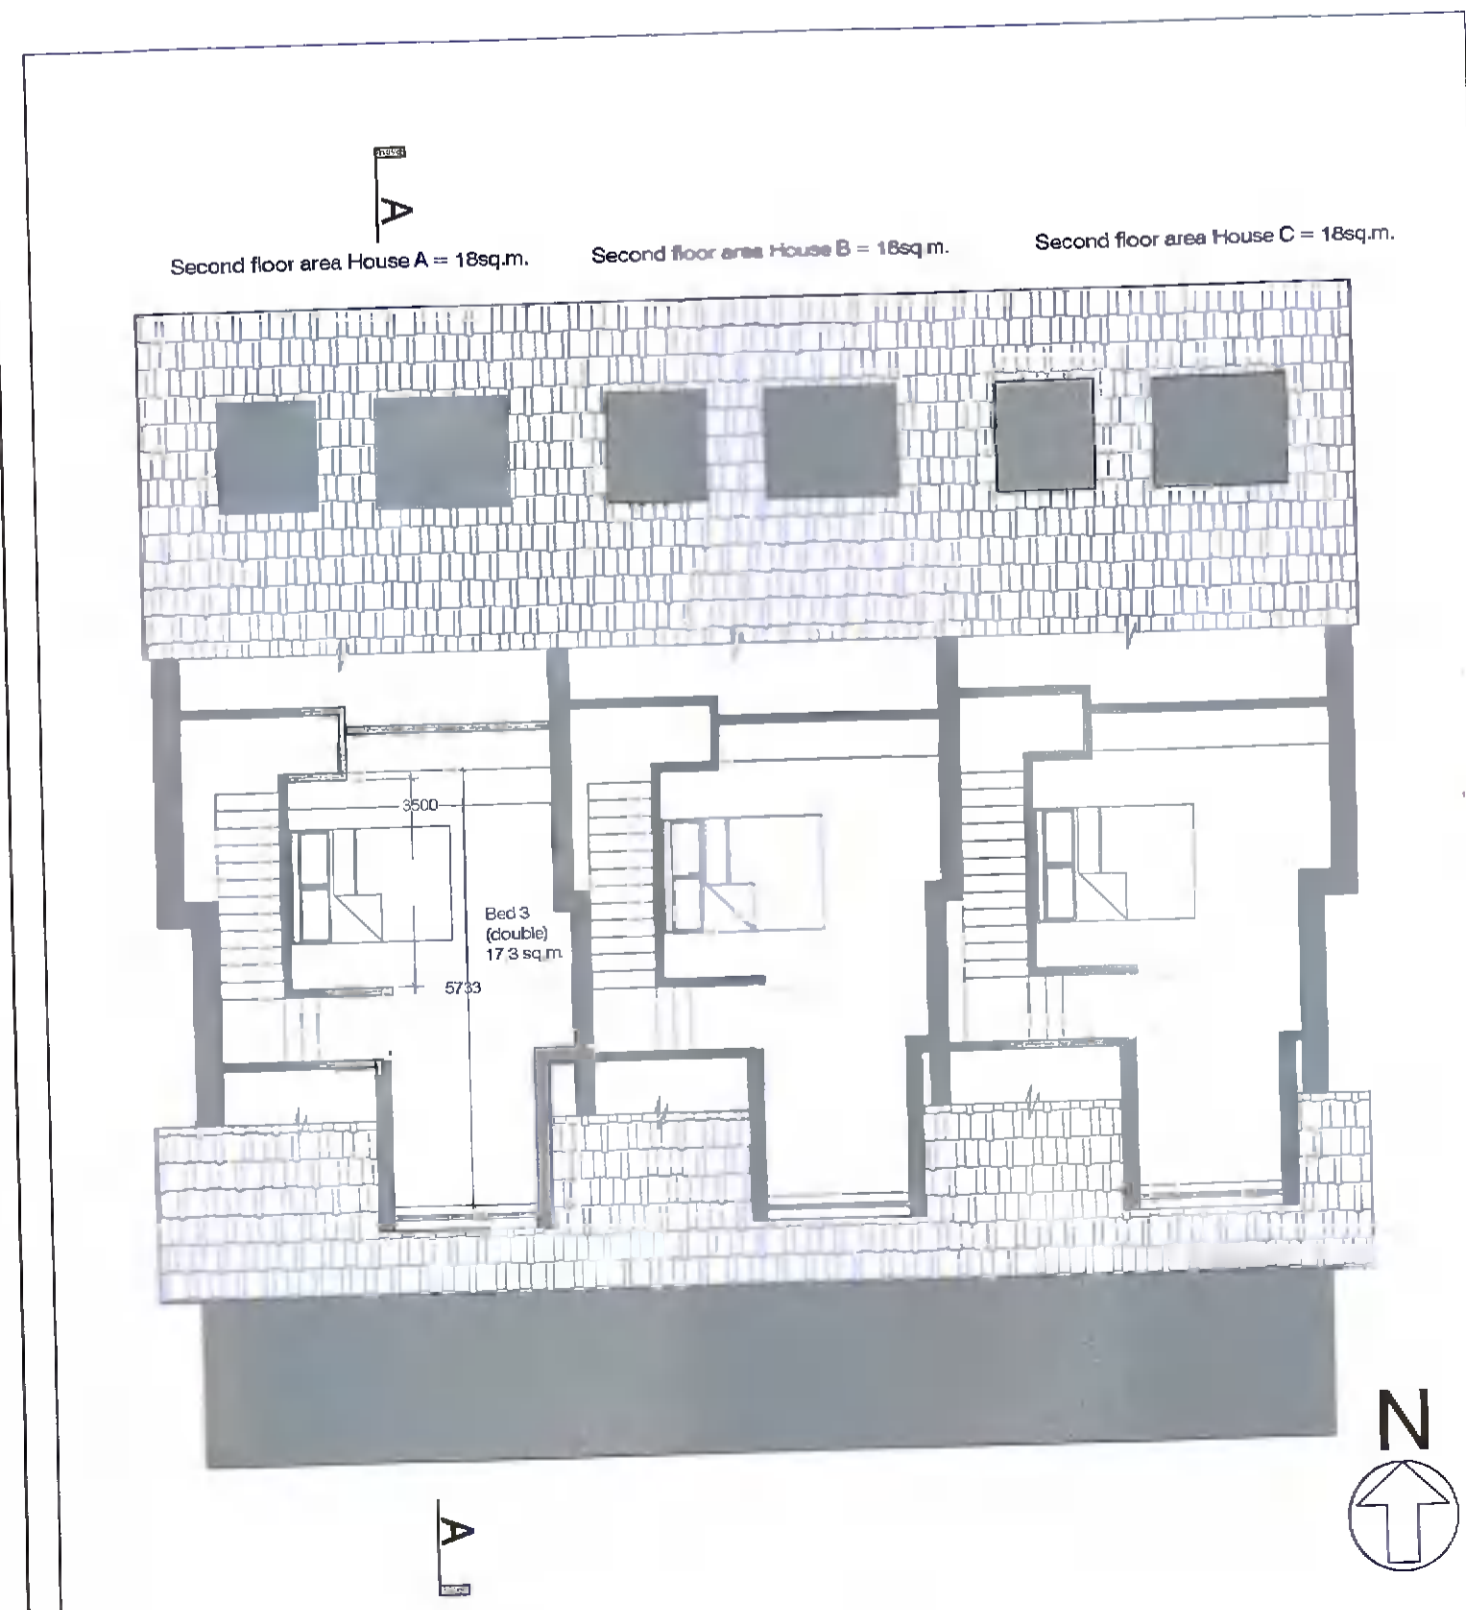 A
Second floor area House A = 18sq.m.
Second floor area House B = 18sq m.
Second floor area House C = 18sq.m.
3500
Bed 3
(double)
17 3 sq m
5733
N
A